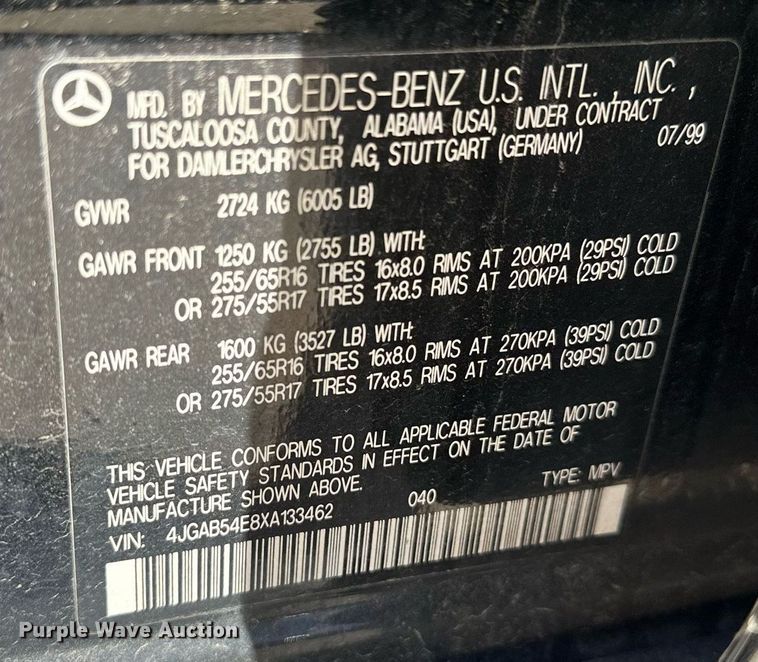 MFD. BY MERCEDES-BENZ U.S. INTL., INC.,
TUSCALOOSA COUNTY, ALABAMA (USA), UNDER CONTRACT
FOR DAIMLERCHRYSLER AG, STUTTGART (GERMANY) 07/99
GVWR 2724 KG (6005 LB)
GAWR FRONT 1250 KG (2755 LB) WITH:
255/65R16 TIRES 16x8.0 RIMS AT 200KPA (29PSI) COLD
OR 275/55R17 TIRES 17x8.5 RIMS AT 200KPA (29PSI) COLD
GAWR REAR 1600 KG (3527 LB) WITH:
255/65R16 TIRES 16x8.0 RIMS AT 270KPA (39PSI) COLD
OR 275/55R17 TIRES 17x8.5 RIMS AT 270KPA (39PSI) COLD
THIS VEHICLE CONFORMS TO ALL APPLICABLE FEDERAL MOTOR
VEHICLE SAFETY STANDARDS IN EFFECT ON THE DATE OF
MANUFACTURE SHOWN ABOVE. 040 TYPE: MPV
VIN: 4JGAB54E8XA133462
Purple Wave Auction